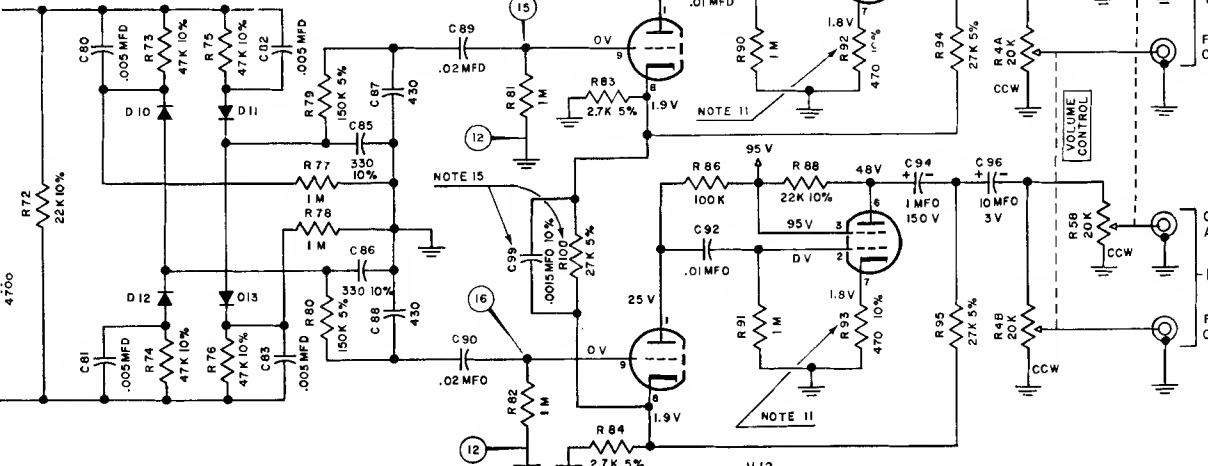 15
.01 MFD
1
7
C80
.005 MFD
R73
47K 10%
R75
47K 10%
C82
.005 MFD
C89
.02 MFD
0V
9
1.8V
R90
1M
R92
470
R94
27K 5%
R4A
20K
CCW
D10
D11
R79
150K 5%
C87
430
R81
1M
R83
2.7K 5%
8
1.9V
NOTE 11
12
C85
330
10%
VOLUME
CONTROL
R77
1M
NOTE 15
95V
R86
100K
R88
22K 10%
48V
C94
+ -
1 MFD
150 V
C96
+ -
10 MFD
3V
R72
22K 10%
R78
1M
C99
.0015 MFD 10%
R100
27K 5%
C92
.01 MFD
95V
0V
3
2
6
7
R5B
20K
CCW
C86
330 10%
4700
D12
D13
R80
150K 5%
C88
430
16
25V
1
R91
1M
1.8V
R93
470 10%
R95
27K 5%
R4B
20K
C81
.005 MFD
R74
47K 10%
R76
47K 10%
C83
.005 MFD
C90
.02 MFD
0V
9
CCW
R82
1M
8
1.9V
NOTE 11
12
R84
2.7K 5%